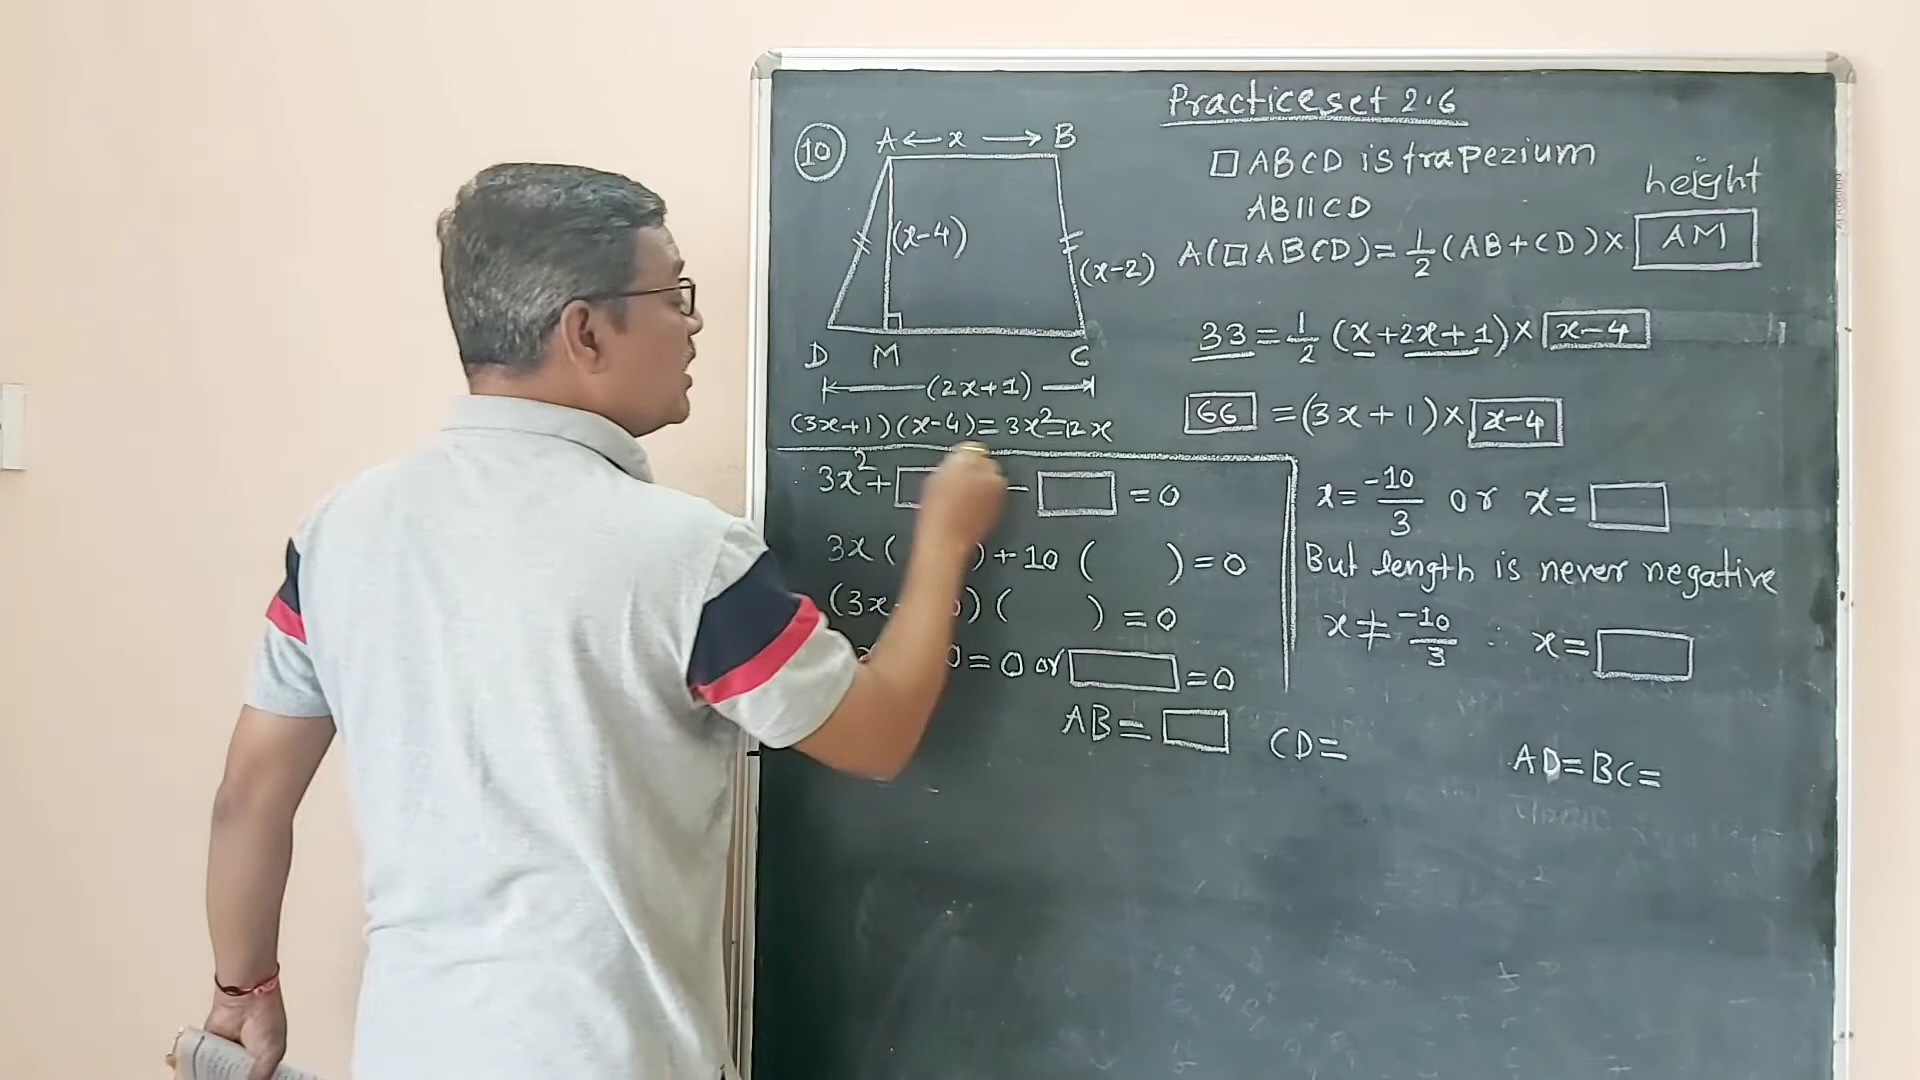 Practice set 2.6
(10)
A ← x → B
(x-4)
(x-2)
D M C
(2x+1)
□ABCD is trapezium
AB||CD
height
A(□ABCD)=1/2(AB+CD)× AM
33=1/2(x+2x+1)× x-4
66 =(3x+1)× x-4
(3x+1)(x-4)=3x²-12x
3x²+ - =0
3x( )+10( )=0
(3x )( )=0
0=0 or =0
x=-10/3 or x=
But length is never negative
x≠-10/3 ∴ x=
AB= CD= AD=BC=